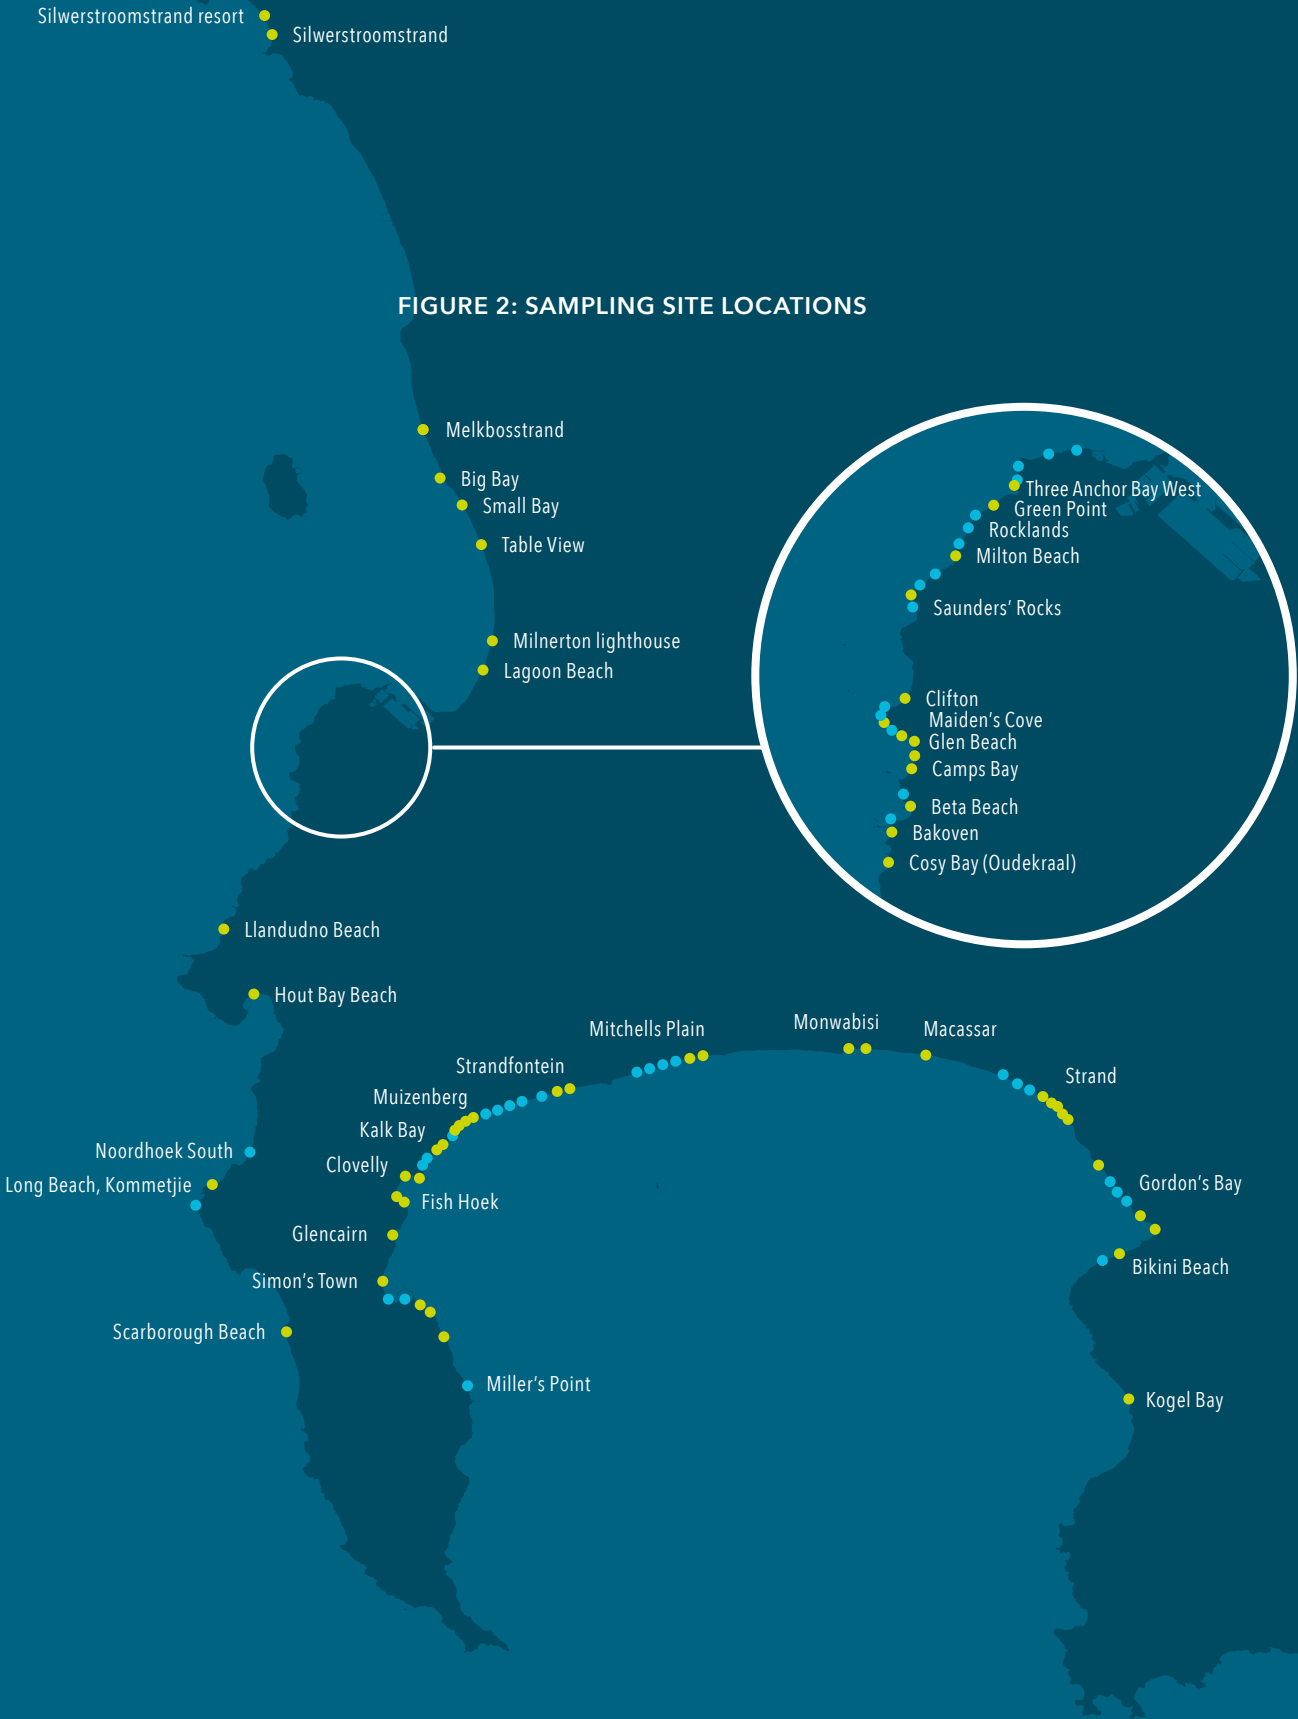 Silwerstroomstrand resort
Silwerstroomstrand
FIGURE 2: SAMPLING SITE LOCATIONS
Melkbosstrand
Big Bay
Small Bay
Table View
Milnerton lighthouse
Lagoon Beach
Three Anchor Bay West
Green Point
Rocklands
Milton Beach
Saunders’ Rocks
Clifton
Maiden’s Cove
Glen Beach
Camps Bay
Beta Beach
Bakoven
Cosy Bay (Oudekraal)
Llandudno Beach
Hout Bay Beach
Mitchells Plain
Monwabisi
Macassar
Strandfontein
Strand
Muizenberg
Kalk Bay
Noordhoek South
Clovelly
Long Beach, Kommetjie
Gordon’s Bay
Fish Hoek
Glencairn
Bikini Beach
Simon’s Town
Scarborough Beach
Miller’s Point
Kogel Bay